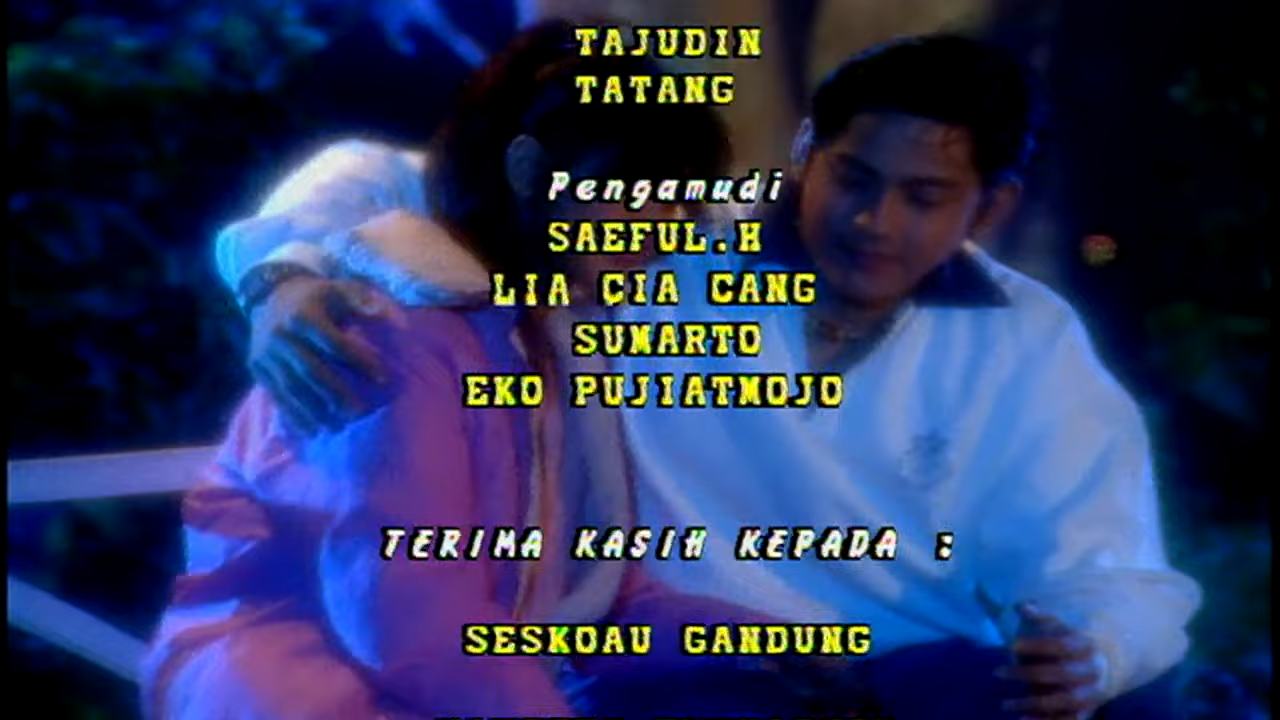 TAJUDIN
TATANG
Pengamudi
SAEFUL.H
LIA CIA CANG
SUMARTO
EKO PUJIATMOJO
TERIMA KASIH KEPADA :
SESKOAU GANDUNG